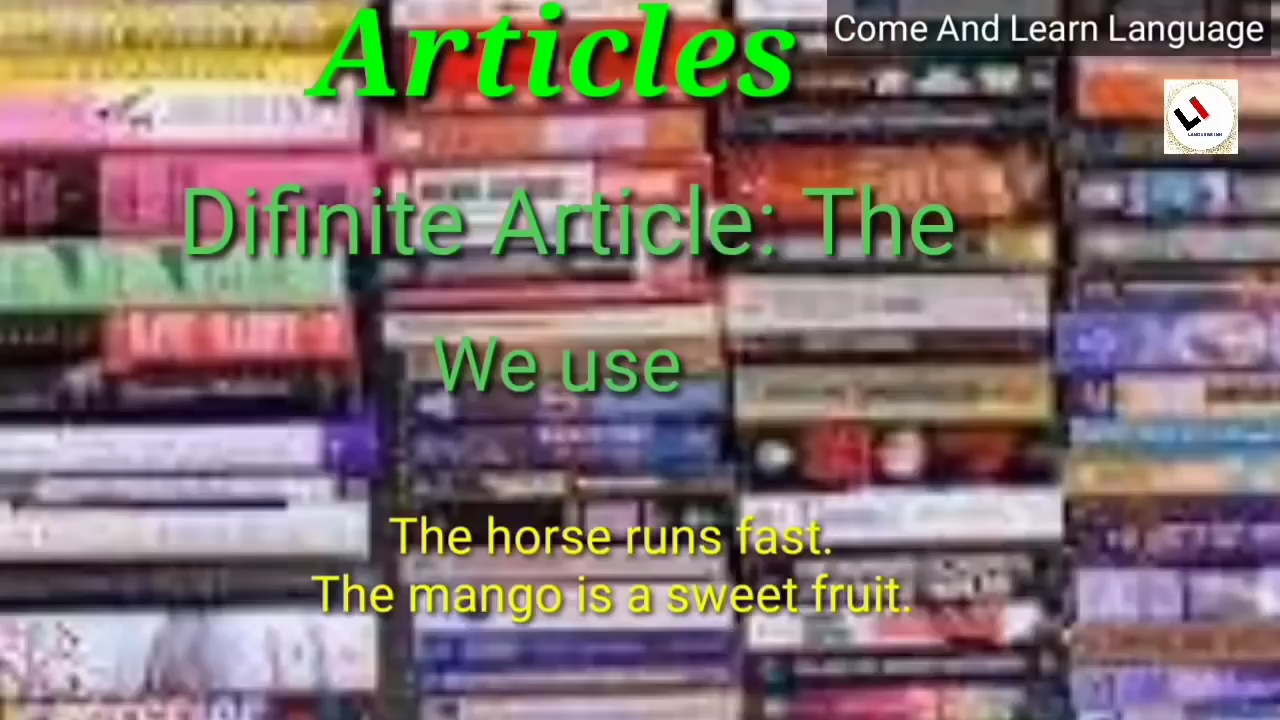 Articles
Come And Learn Language
Difinite Article: The
We use
The horse runs fast.
The mango is a sweet fruit.